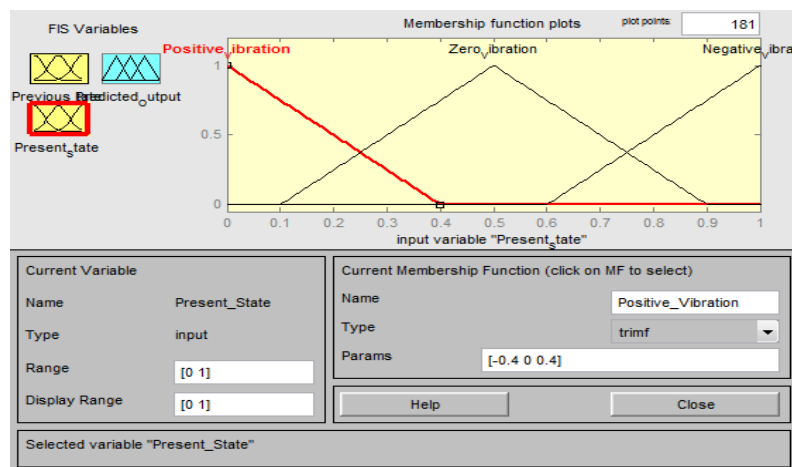 FIS Variables
Membership function plots
plot points:
181
Positive_Vibration
Zero_Vibration
Negative_Vibra
Predicted_Output
Present_State
1
0.5
0
0 0.1 0.2 0.3 0.4 0.5 0.6 0.7 0.8 0.9 1
input variable "Present_State"
Current Variable
Name Present_State
Type input
Range [0 1]
Display Range [0 1]
Current Membership Function (click on MF to select)
Name Positive_Vibration
Type trimf
Params [-0.4 0 0.4]
Help Close
Selected variable "Present_State"